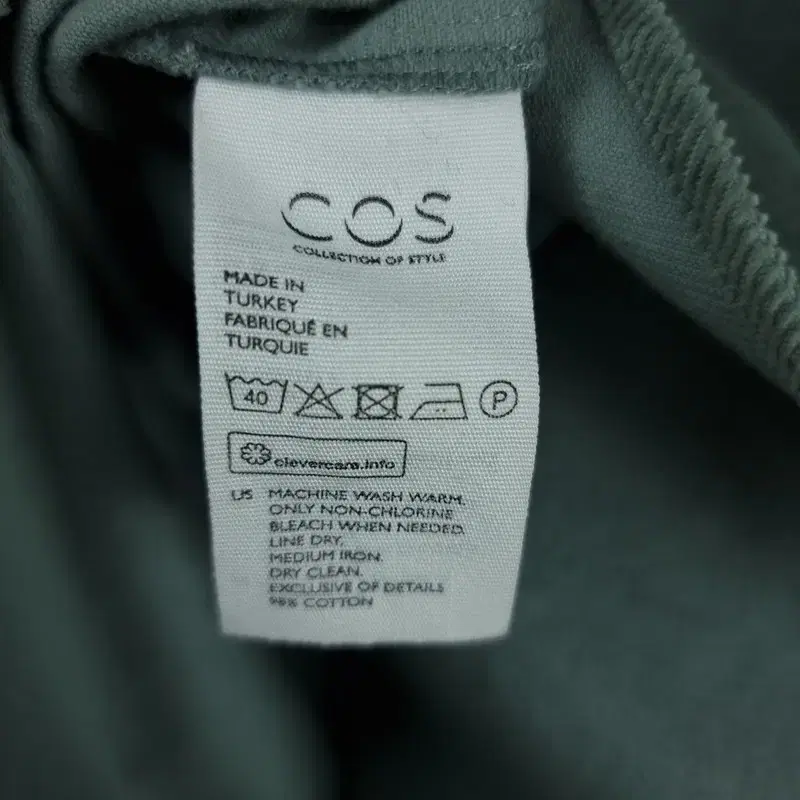 COS
COLLECTION OF STYLE
MADE IN
TURKEY
FABRIQUÉ EN
TURQUIE
40 P
clevercare.info
US MACHINE WASH WARM.
ONLY NON-CHLORINE
BLEACH WHEN NEEDED.
LINE DRY.
MEDIUM IRON.
DRY CLEAN.
EXCLUSIVE OF DETAILS
98% COTTON